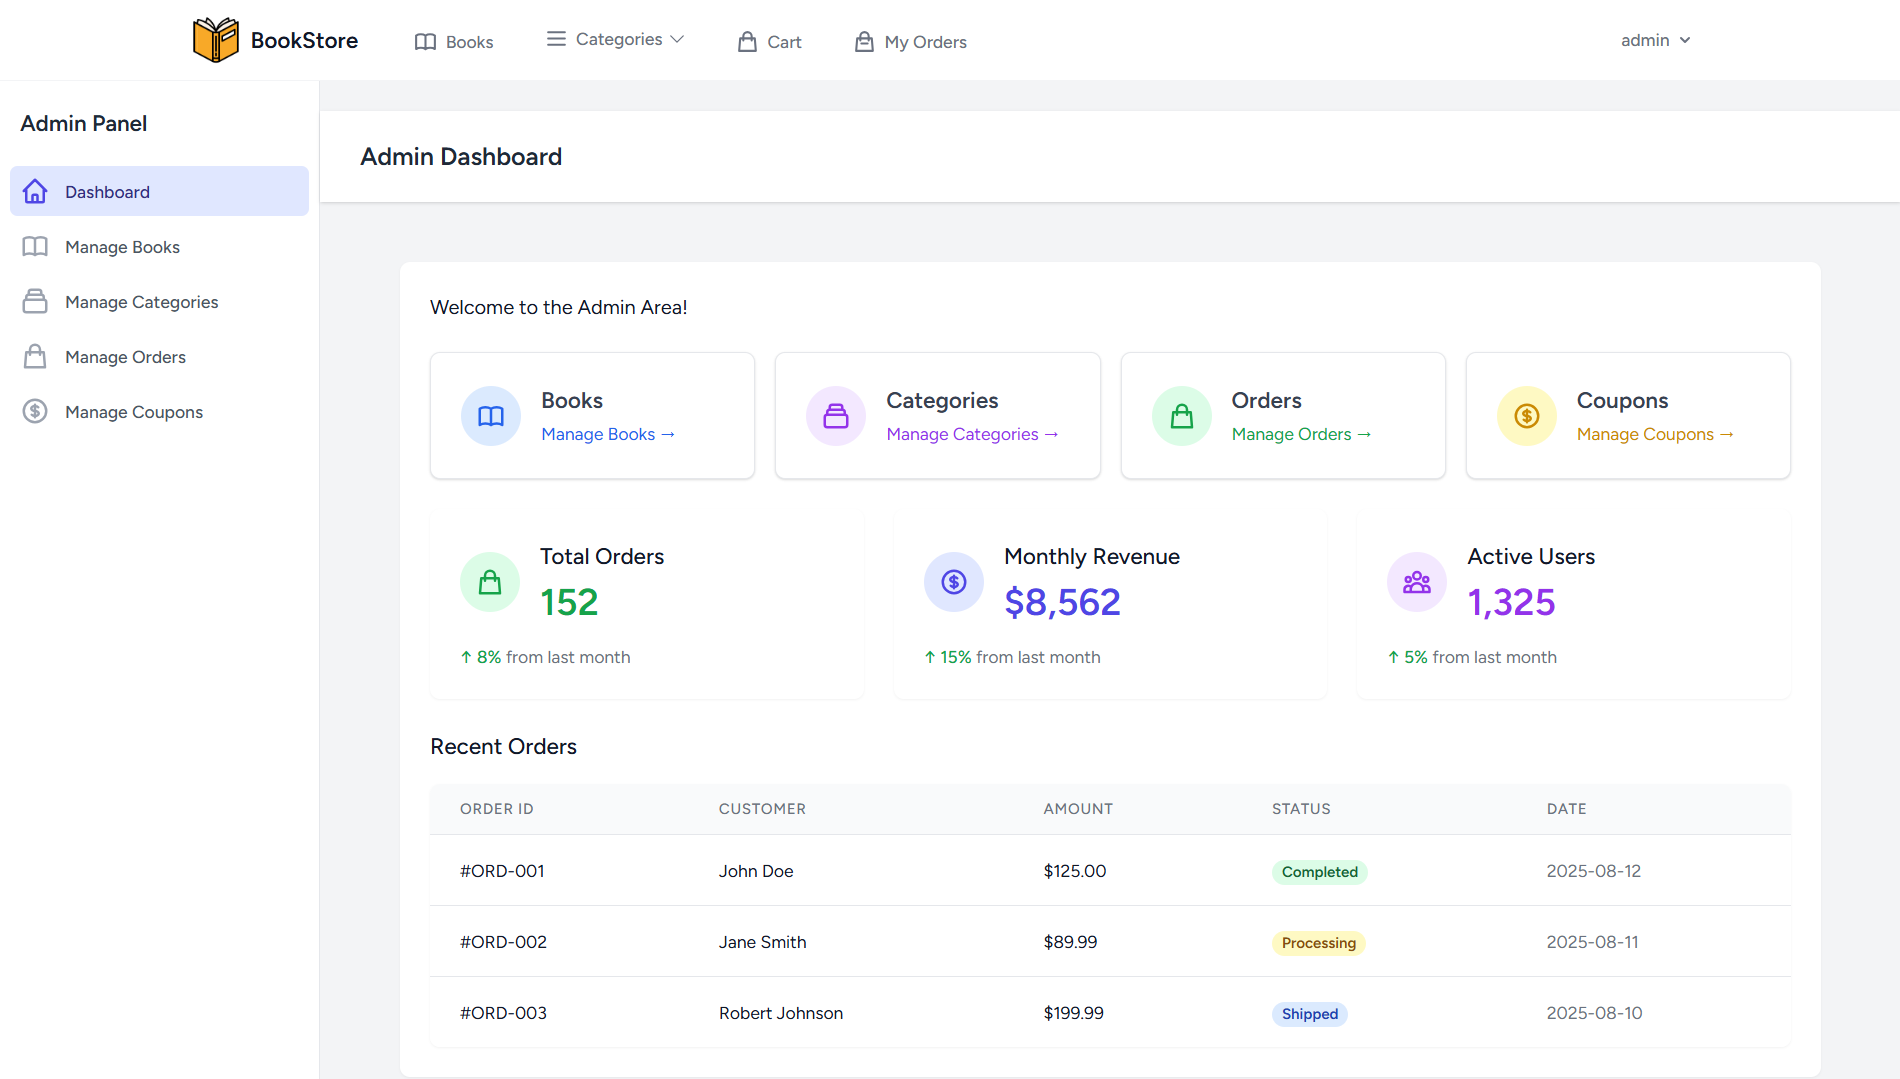 BookStore
Books
Categories
Cart
My Orders
admin
Admin Panel
Dashboard
Manage Books
Manage Categories
Manage Orders
Manage Coupons
Admin Dashboard
Welcome to the Admin Area!
Books
Manage Books →
Categories
Manage Categories →
Orders
Manage Orders →
Coupons
Manage Coupons →
Total Orders
152
↑ 8% from last month
Monthly Revenue
$8,562
↑ 15% from last month
Active Users
1,325
↑ 5% from last month
Recent Orders
ORDER ID CUSTOMER AMOUNT STATUS DATE
#ORD-001 John Doe $125.00 Completed 2025-08-12
#ORD-002 Jane Smith $89.99 Processing 2025-08-11
#ORD-003 Robert Johnson $199.99 Shipped 2025-08-10